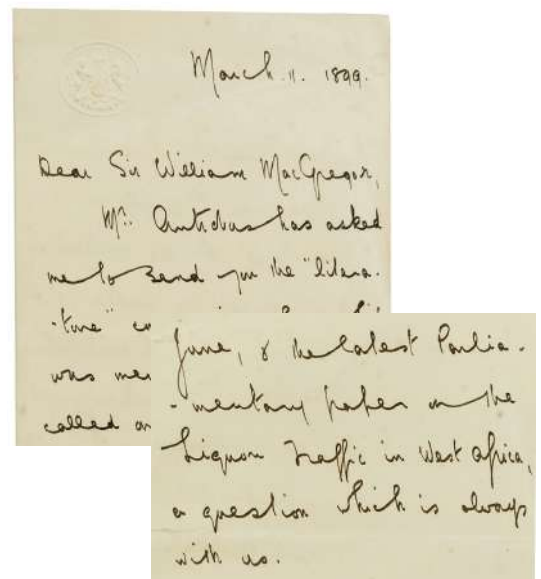 March. 11. 1899.
Dear Sir William MacGregor,
Mr. Antrobus has asked
me to send you the "litera-
-ture"
was
called
June, & the latest Parlia-
-mentary paper on the
Liquor Traffic in West Africa,
a question which is always
with us.